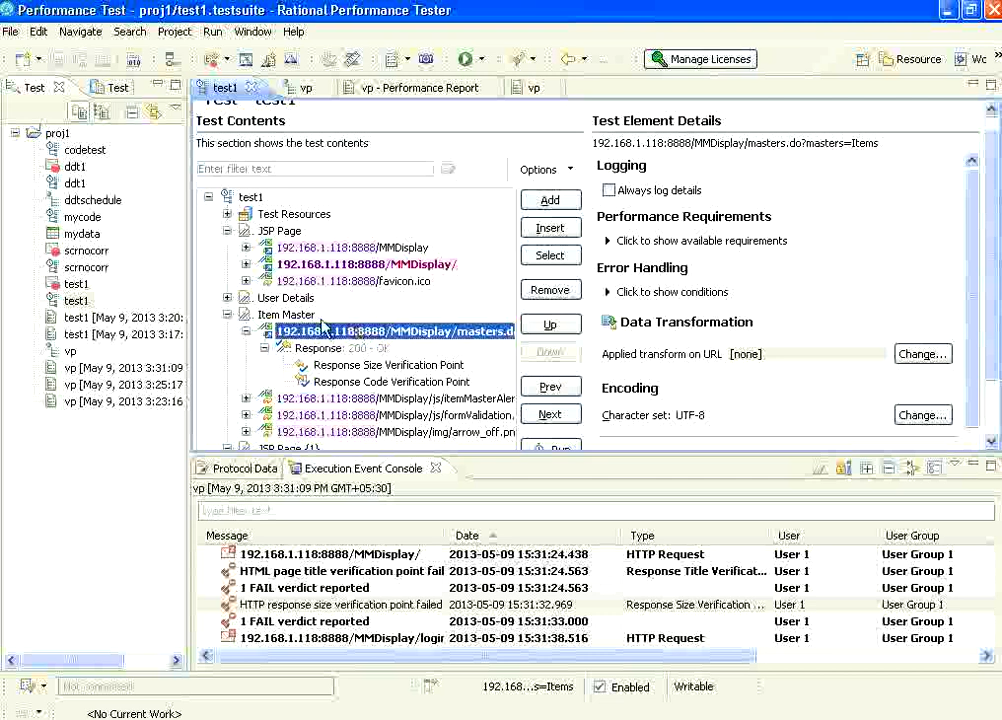 Performance Test - proj1/test1.testsuite - Rational Performance Tester
File Edit Navigate Search Project Run Window Help
Manage Licenses Resource Wc
Test Test test1 vp vp - Performance Report vp
Test Contents
This section shows the test contents
Enter filter text
Options
proj1
codetest
ddt1
ddt1
ddtschedule
mycode
mydata
scrnocorr
scrnocorr
test1
test1
test1 [May 9, 2013 3:20:
test1 [May 9, 2013 3:17:
vp
vp [May 9, 2013 3:31:09
vp [May 9, 2013 3:25:17
vp [May 9, 2013 3:23:16
test1
Test Resources
JSP Page
192.168.1.118:8888/MMDisplay
192.168.1.118:8888/MMDisplay/
192.168.1.118:8888/favicon.ico
User Details
Item Master
192.168.1.118:8888/MMDisplay/masters.do
Response: 200 - OK
Response Size Verification Point
Response Code Verification Point
192.168.1.118:8888/MMDisplay/js/itemMasterAler
192.168.1.118:8888/MMDisplay/js/formValidation.
192.168.1.118:8888/MMDisplay/img/arrow_off.pn
JSP Page {1}
Add
Insert
Select
Remove
Up
Down
Prev
Next
Run
Test Element Details
192.168.1.118:8888/MMDisplay/masters.do?masters=Items
Logging
Always log details
Performance Requirements
Click to show available requirements
Error Handling
Click to show conditions
Data Transformation
Applied transform on URL [none] Change...
Encoding
Character set: UTF-8 Change...
Protocol Data Execution Event Console
vp [May 9, 2013 3:31:09 PM GMT+05:30]
type filter text
Message Date Type User User Group
192.168.1.118:8888/MMDisplay/ 2013-05-09 15:31:24.438 HTTP Request User 1 User Group 1
HTML page title verification point fail 2013-05-09 15:31:24.563 Response Title Verificat... User 1 User Group 1
1 FAIL verdict reported 2013-05-09 15:31:24.563 User 1 User Group 1
HTTP response size verification point failed 2013-05-09 15:31:32.969 Response Size Verification ... User 1 User Group 1
1 FAIL verdict reported 2013-05-09 15:31:33.000 User 1 User Group 1
192.168.1.118:8888/MMDisplay/login 2013-05-09 15:31:38.516 HTTP Request User 1 User Group 1
Not connected 192.168...s=Items Enabled Writable
<No Current Work>